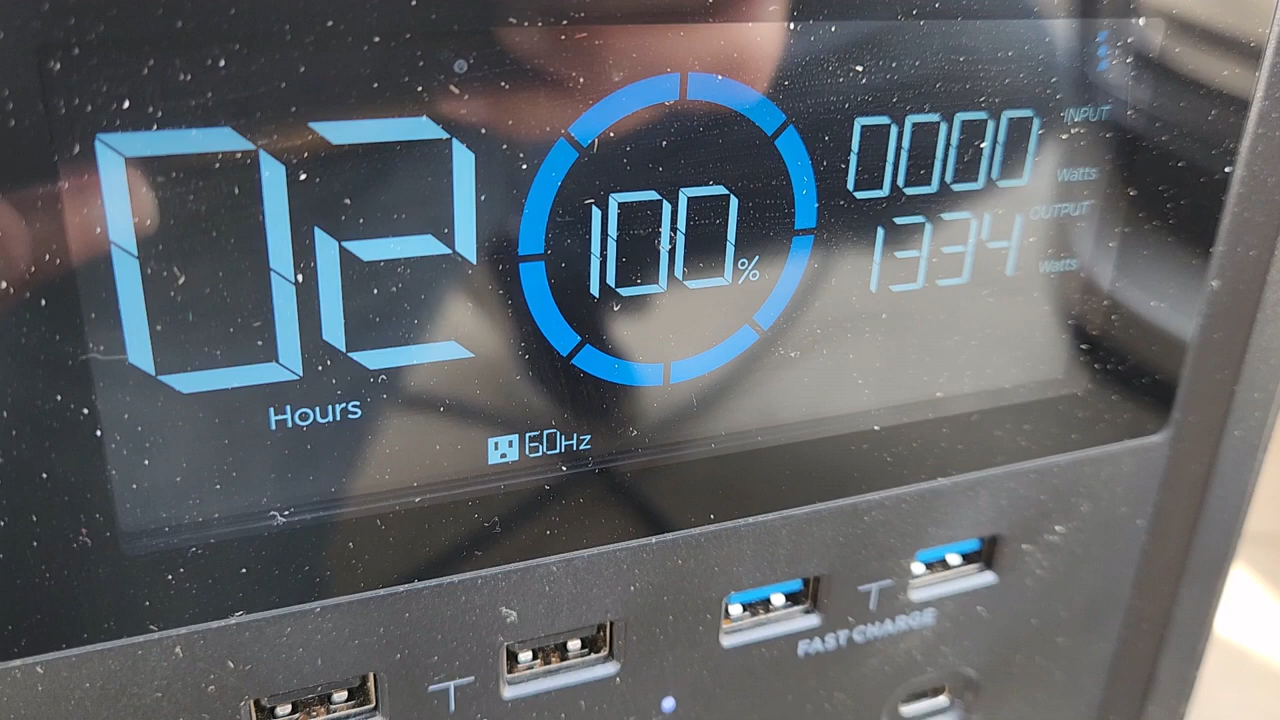 02
Hours
100%
0000 INPUT
Watts
1334 OUTPUT
Watts
60Hz
FAST CHARGE